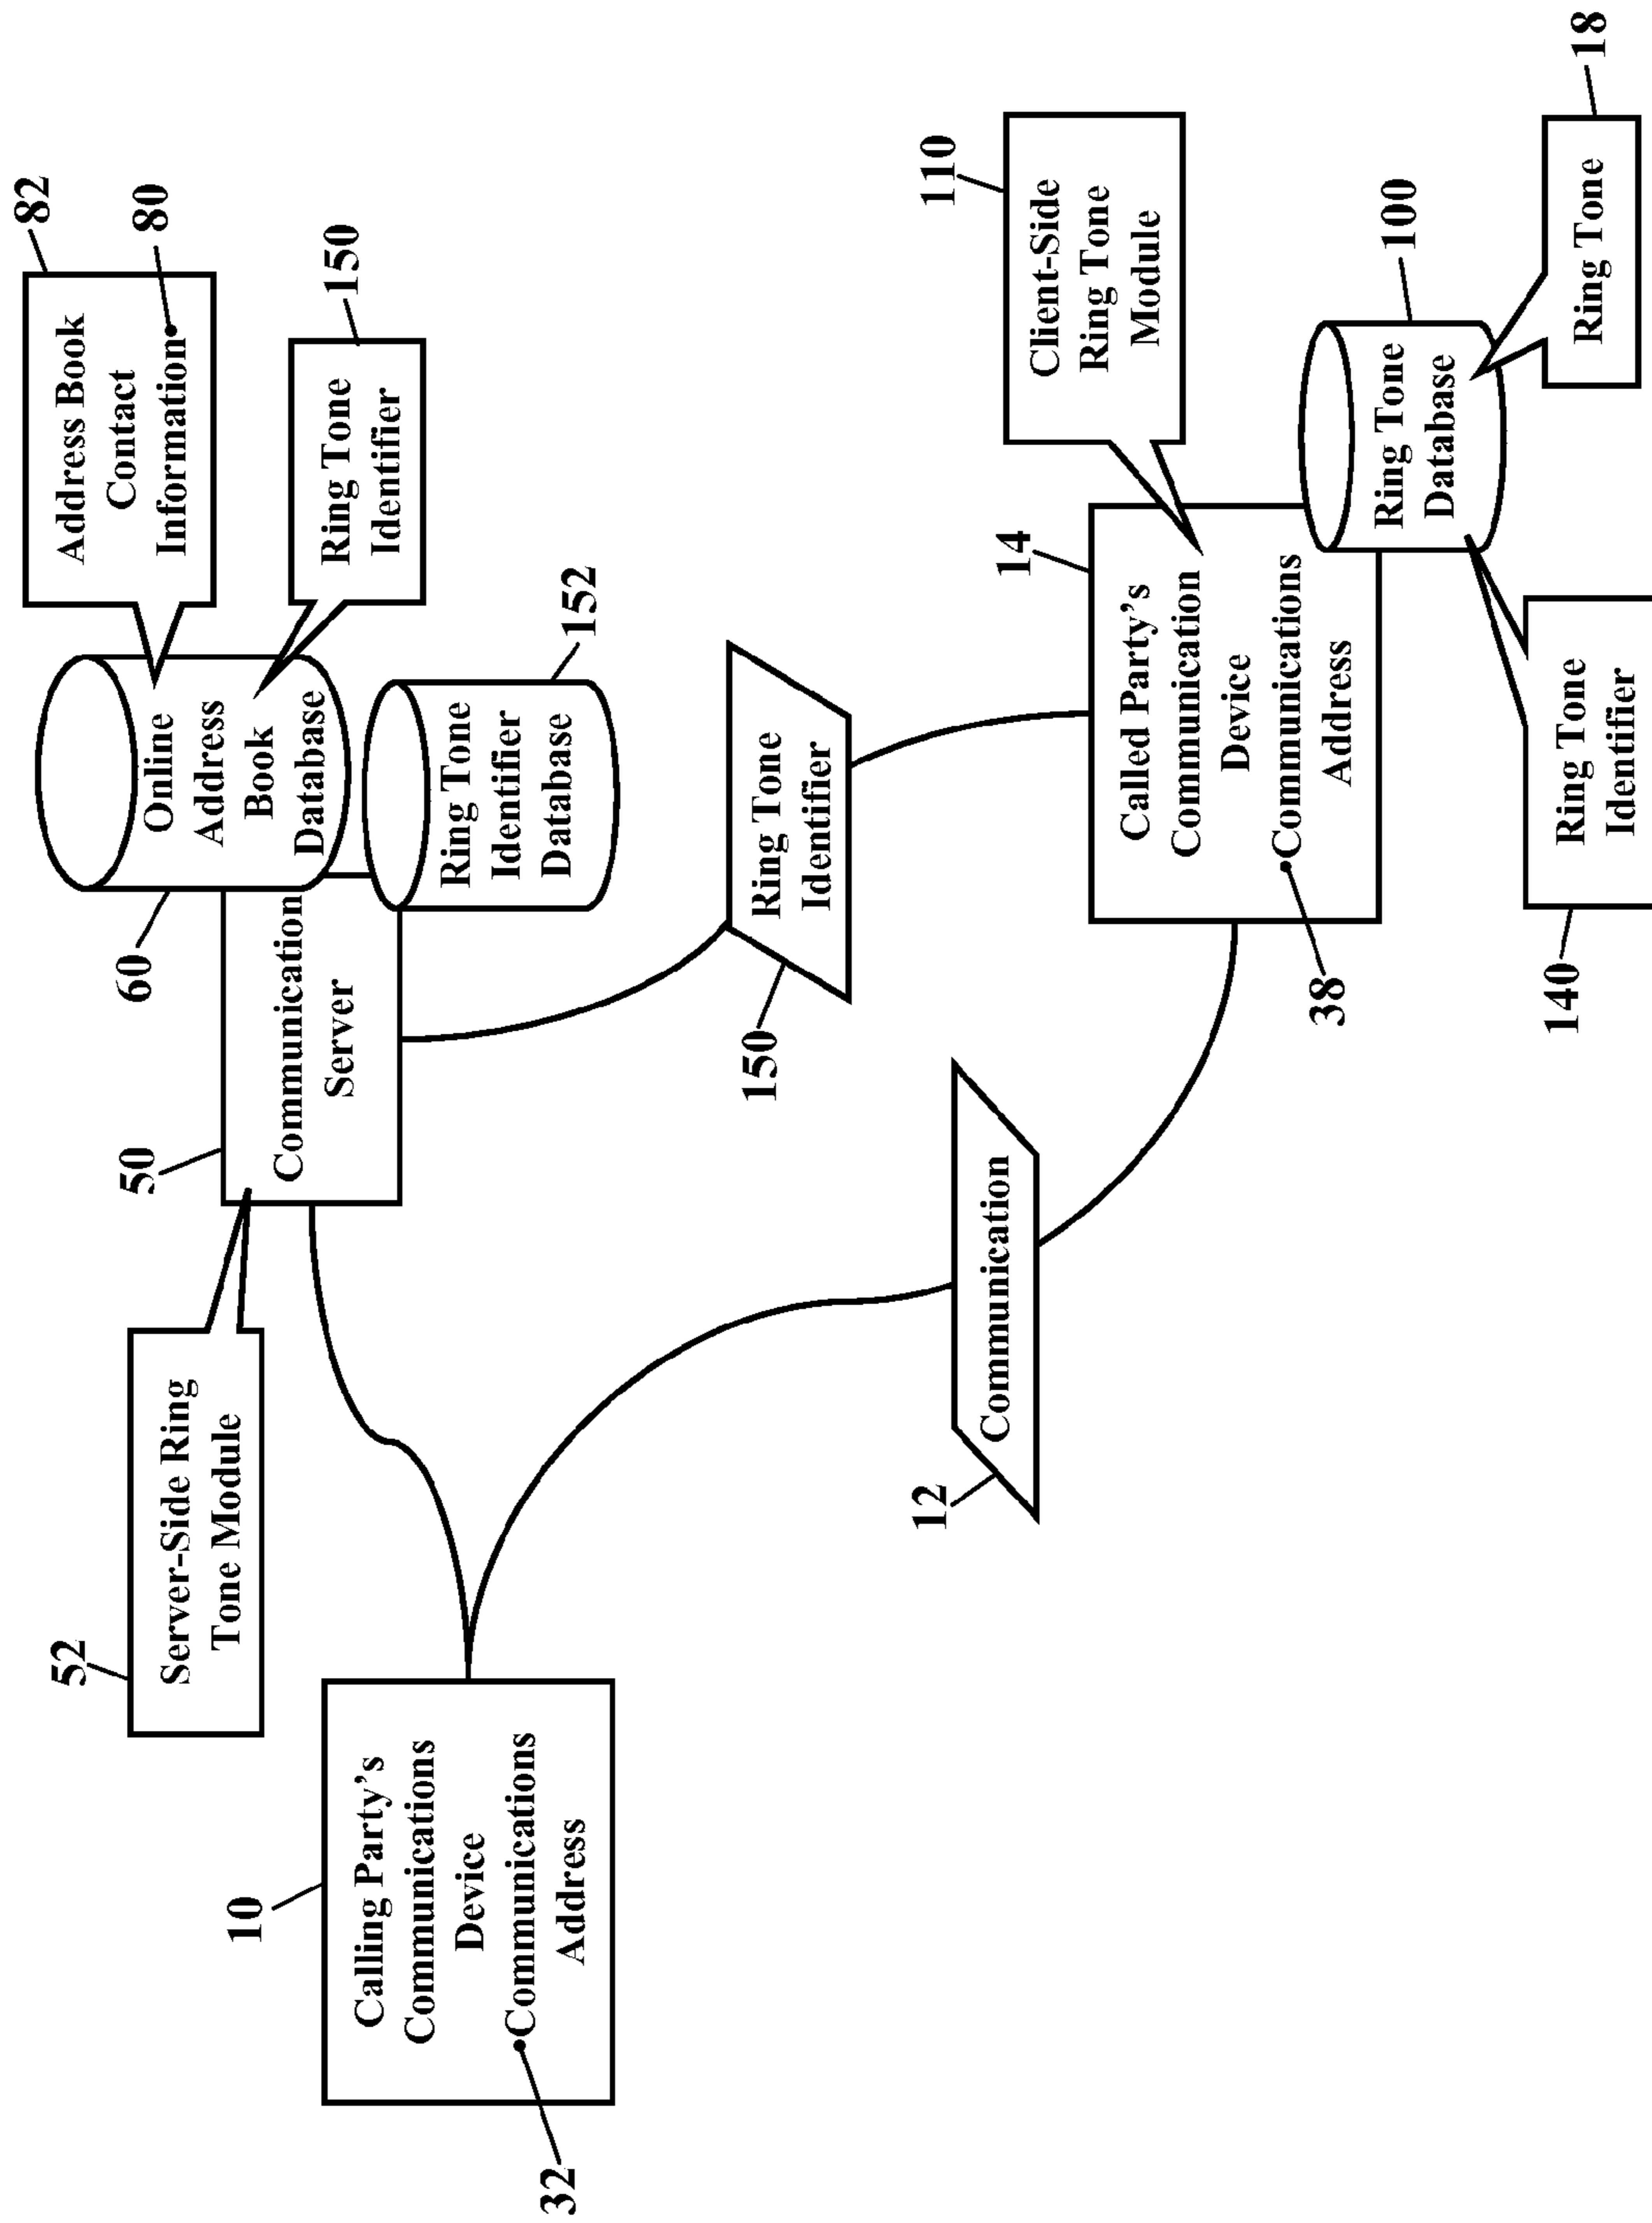 52
Server-Side Ring
Tone Module
50
Communication
Server
60
Online
Address
Book
Database
82
Address Book
Contact
Information
80
150
Ring Tone
Identifier
152
Ring Tone
Identifier
Database
10
Calling Party's
Communications
Device
Communications
Address
32
150
Ring Tone
Identifier
12
Communication
14
Called Party's
Communication
Device
Communications
Address
38
110
Client-Side
Ring Tone
Module
100
Ring Tone
Database
18
Ring Tone
140
Ring Tone
Identifier